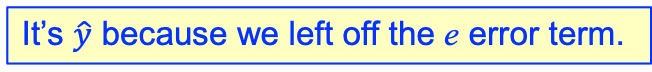 It's ŷ because we left off the e error term.